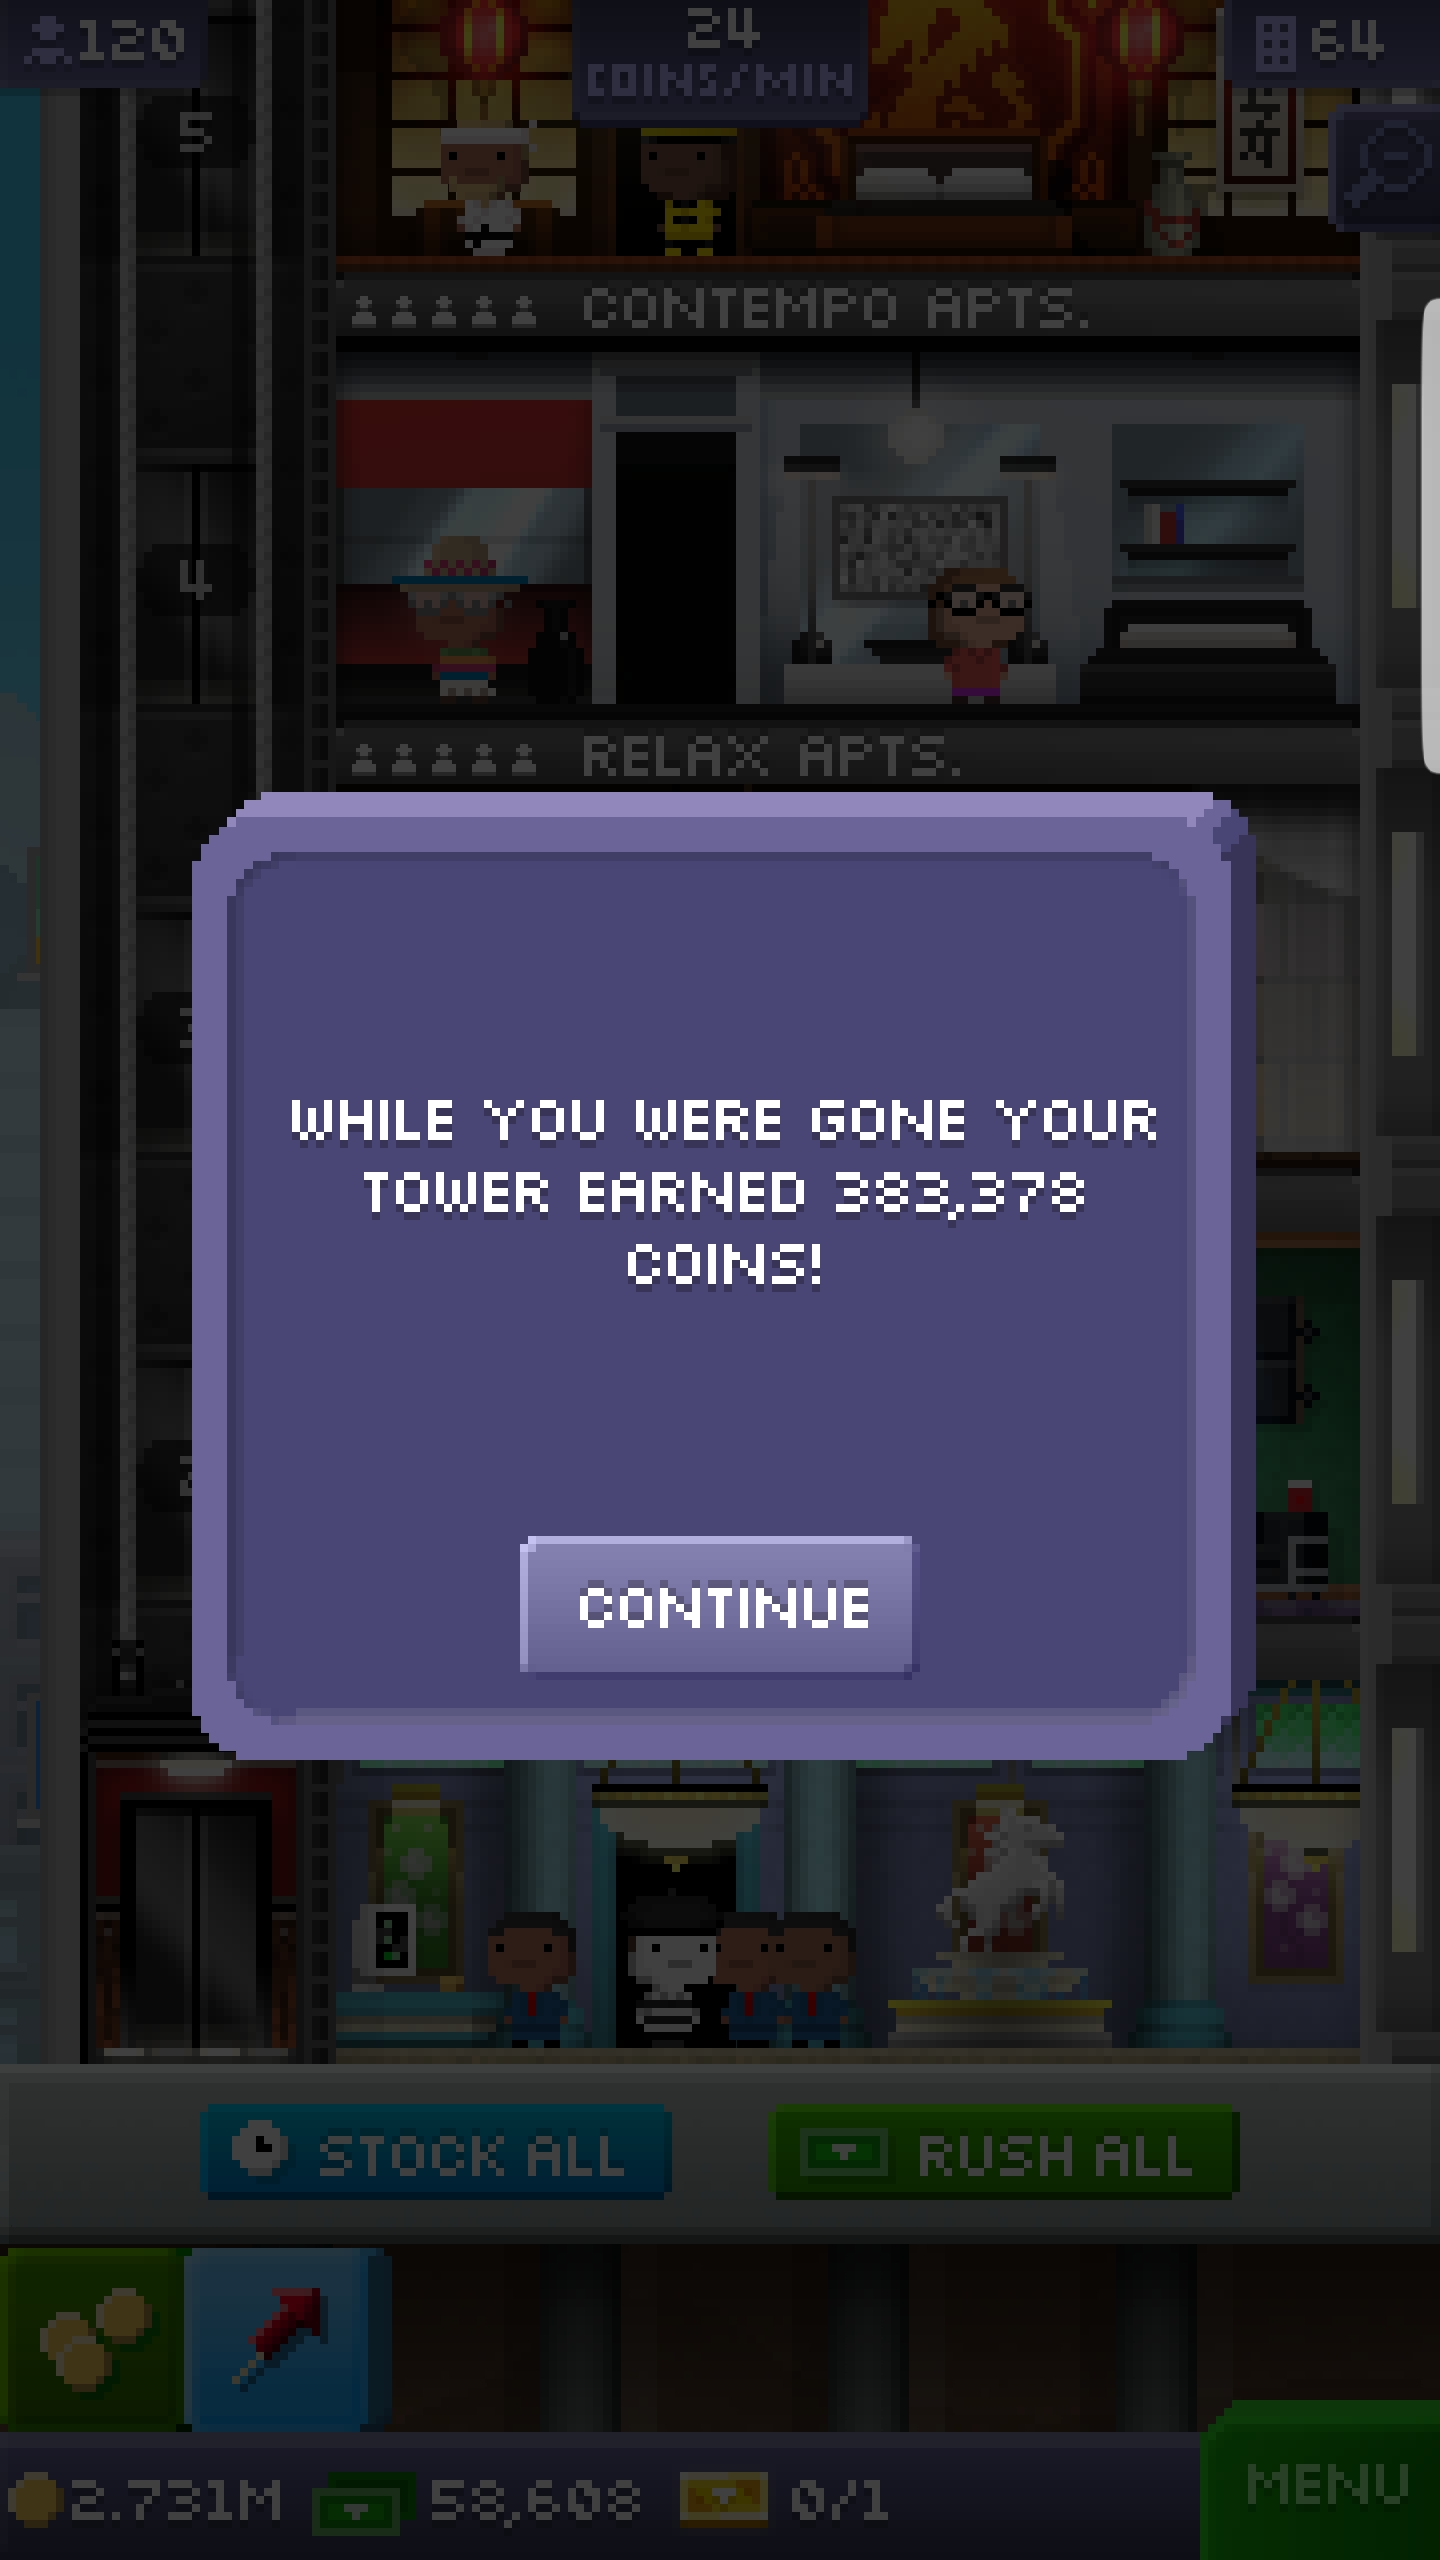 120
24
COINS/MIN
64
5
CONTEMPO APTS.
4
RELAX APTS.
WHILE YOU WERE GONE YOUR
TOWER EARNED 383,378
COINS!
CONTINUE
STOCK ALL
RUSH ALL
2.731M
58,608
0/1
MENU